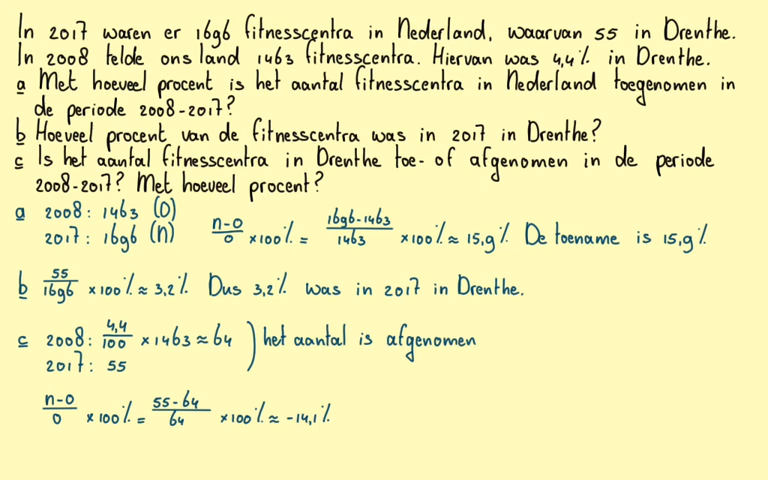 In 2017 waren er 1696 fitnesscentra in Nederland, waarvan 55 in Drenthe.
In 2008 telde ons land 1463 fitnesscentra. Hiervan was 4,4% in Drenthe.
a Met hoeveel procent is het aantal fitnesscentra in Nederland toegenomen in
de periode 2008-2017?
b Hoeveel procent van de fitnesscentra was in 2017 in Drenthe?
c Is het aantal fitnesscentra in Drenthe toe- of afgenomen in de periode
2008-2017? Met hoeveel procent?
a 2008: 1463 (O)
2017: 1696 (n) n-O/O ×100% = 1696-1463/1463 ×100% ≈ 15,9% De toename is 15,9%
b 55/1696 ×100% ≈ 3,2% Dus 3,2% was in 2017 in Drenthe.
c 2008: 4,4/100 ×1463 ≈ 64 ) het aantal is afgenomen
2017: 55
n-O/O ×100% = 55-64/64 ×100% ≈ -14,1%